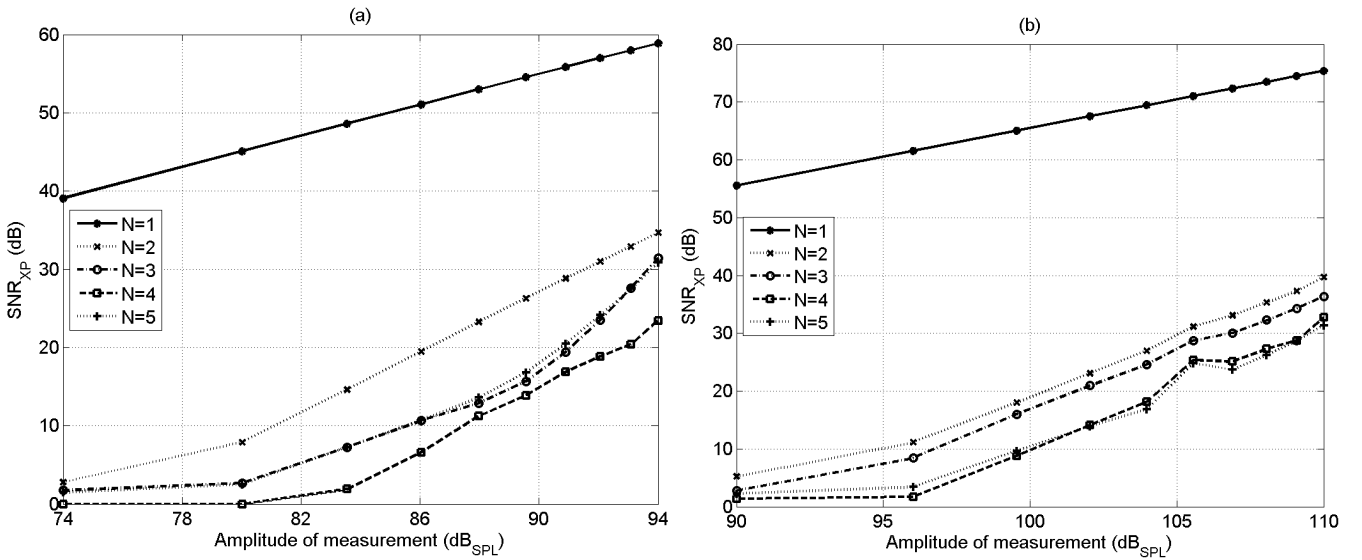 (a)
60
50
40
30
20
10
0
SNR_XP (dB)
N=1
N=2
N=3
N=4
N=5
74
78
82
86
90
94
Amplitude of measurement (dB_SPL)
(b)
80
70
60
50
40
30
20
10
0
SNR_XP (dB)
N=1
N=2
N=3
N=4
N=5
90
95
100
105
110
Amplitude of measurement (dB_SPL)